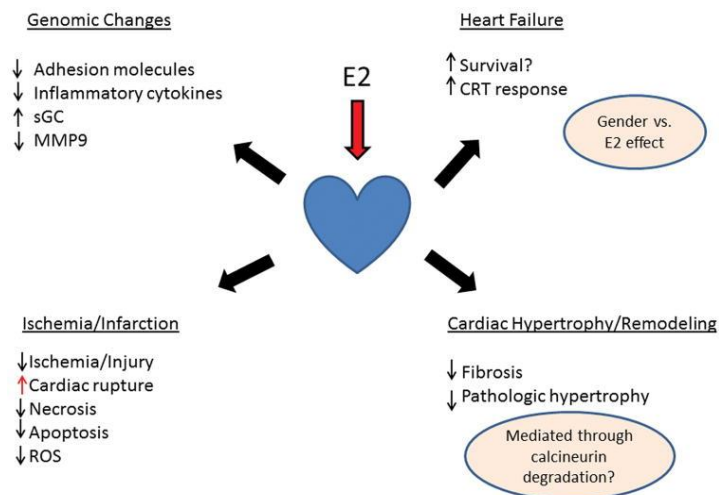 Genomic Changes
↓ Adhesion molecules
↓ Inflammatory cytokines
↑ sGC
↓ MMP9
E2
Heart Failure
↑ Survival?
↑ CRT response
Gender vs.
E2 effect
Ischemia/Infarction
↓ Ischemia/Injury
↑ Cardiac rupture
↓ Necrosis
↓ Apoptosis
↓ ROS
Cardiac Hypertrophy/Remodeling
↓ Fibrosis
↓ Pathologic hypertrophy
Mediated through
calcineurin
degradation?